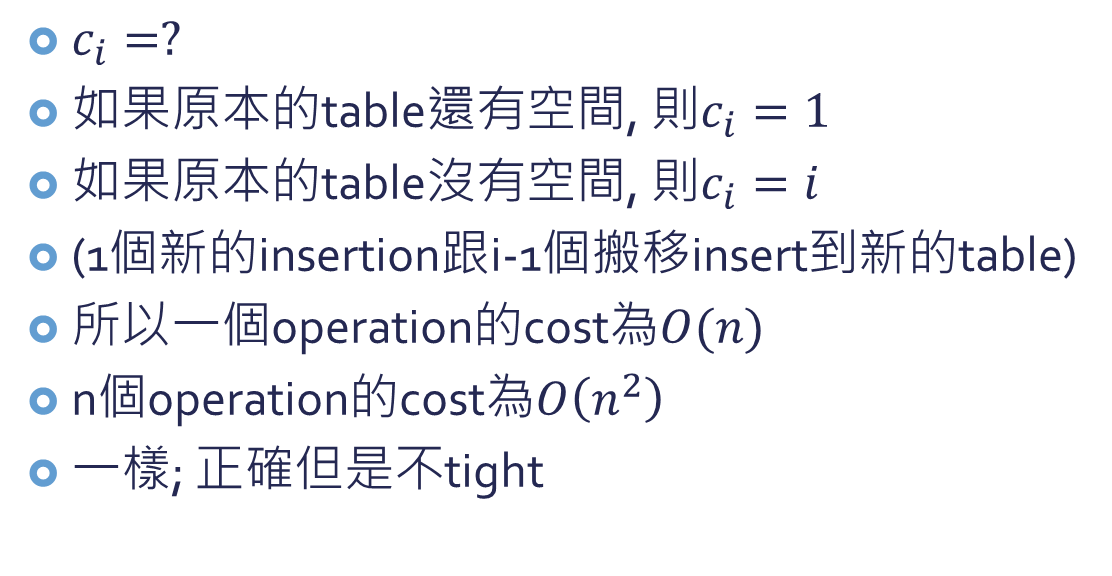 cᵢ =?
如果原本的table還有空間, 則cᵢ = 1
如果原本的table沒有空間, 則cᵢ = i
(1個新的insertion跟i-1個搬移insert到新的table)
所以一個operation的cost為O(n)
n個operation的cost為O(n²)
一樣; 正確但是不tight